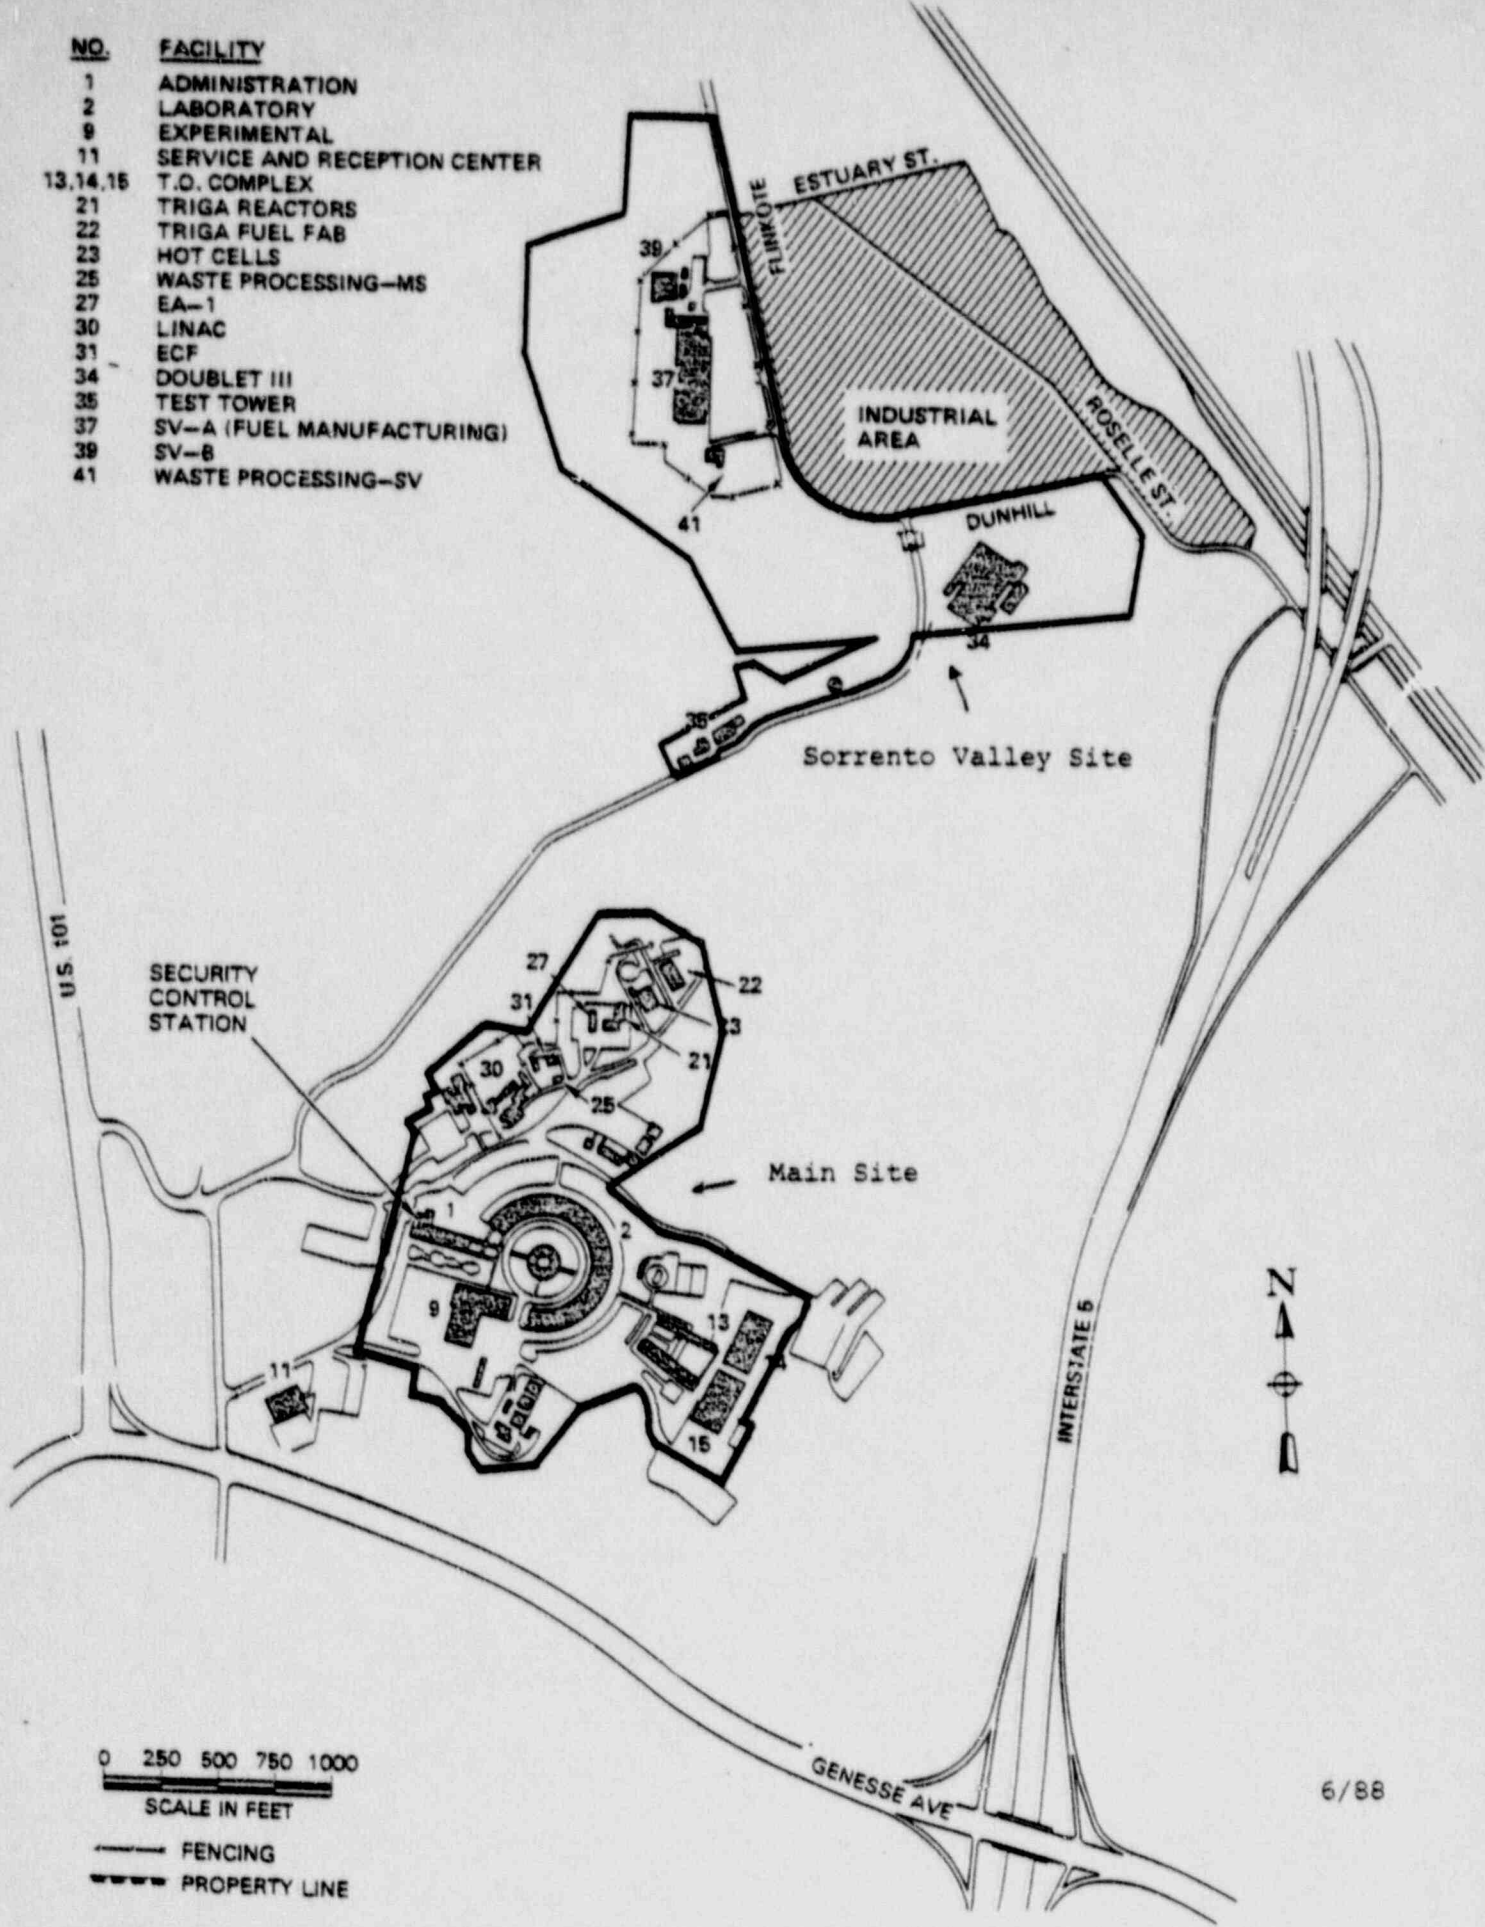 NO. FACILITY
1 ADMINISTRATION
2 LABORATORY
9 EXPERIMENTAL
11 SERVICE AND RECEPTION CENTER
13,14,15 T.O. COMPLEX
21 TRIGA REACTORS
22 TRIGA FUEL FAB
23 HOT CELLS
25 WASTE PROCESSING–MS
27 EA–1
30 LINAC
31 ECF
34 DOUBLET III
35 TEST TOWER
37 SV–A (FUEL MANUFACTURING)
39 SV–B
41 WASTE PROCESSING–SV
ESTUARY ST.
FLINKOTE
39
37
INDUSTRIAL
AREA
ROSELLE ST.
41
DUNHILL
34
35
Sorrento Valley Site
U.S. 101
SECURITY
CONTROL
STATION
27
22
31
23
30
21
25
Main Site
1
2
9
13
14
11
15
N
INTERSTATE 5
0 250 500 750 1000
SCALE IN FEET
FENCING
PROPERTY LINE
GENESSE AVE
6/88